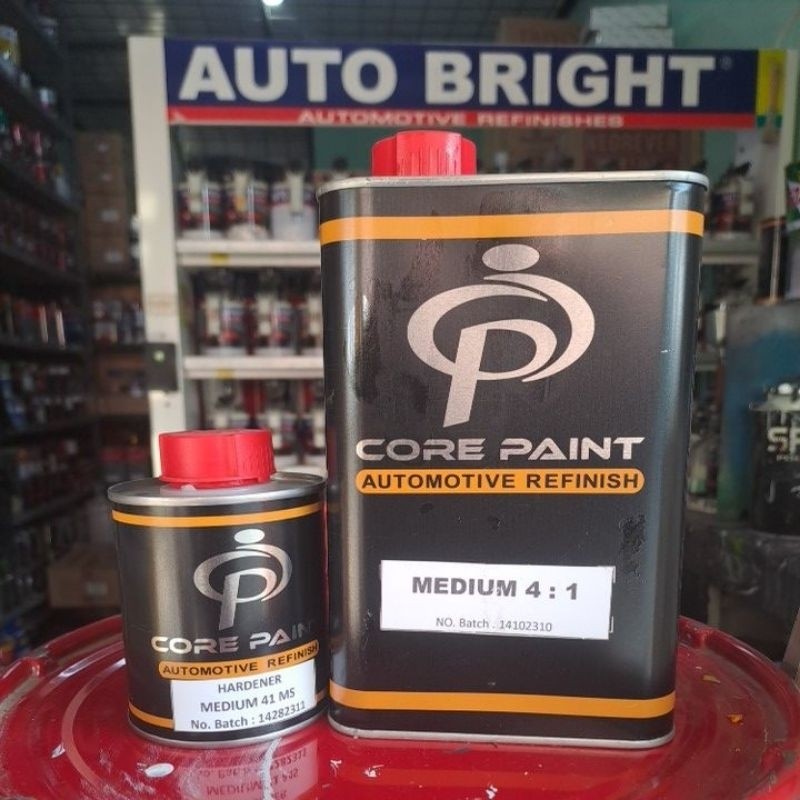 AUTO BRIGHT
AUTOMOTIVE REFINISHES
CORE PAINT
AUTOMOTIVE REFINISH
MEDIUM 4 : 1
NO. Batch : 14102310
CORE PAINT
AUTOMOTIVE REFINISH
HARDENER
MEDIUM 41 MS
No. Batch : 14282311